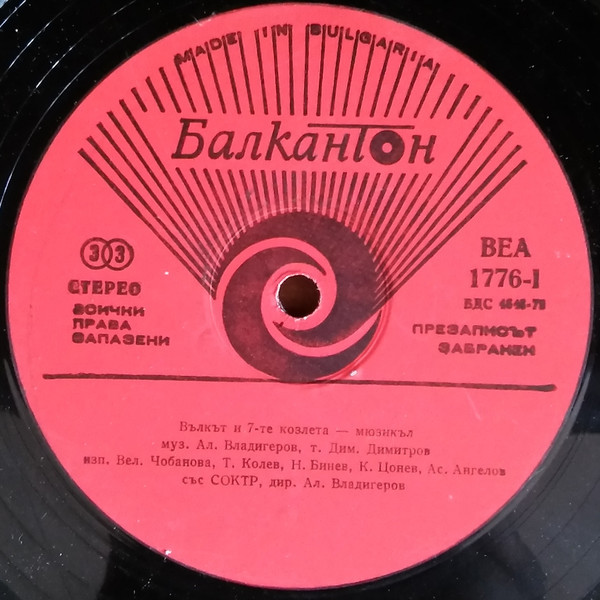 MADE IN BULGARIA
Балкантон
33
СТЕРЕО
ВСИЧКИ
ПРАВА
ЗАПАЗЕНИ
ВЕА
1776-I
БДС
ПРЕЗАПИСЪТ
ЗАБРАНЕН
Вълкът и 7-те козлета — мюзикъл
муз. Ал. Владигеров, т. Дим. Димитров
изп. Вел. Чобанова, Т. Колев, Н. Бинев, К. Цонев, Ас. Ангелов
със СОКТР, дир. Ал. Владигеров